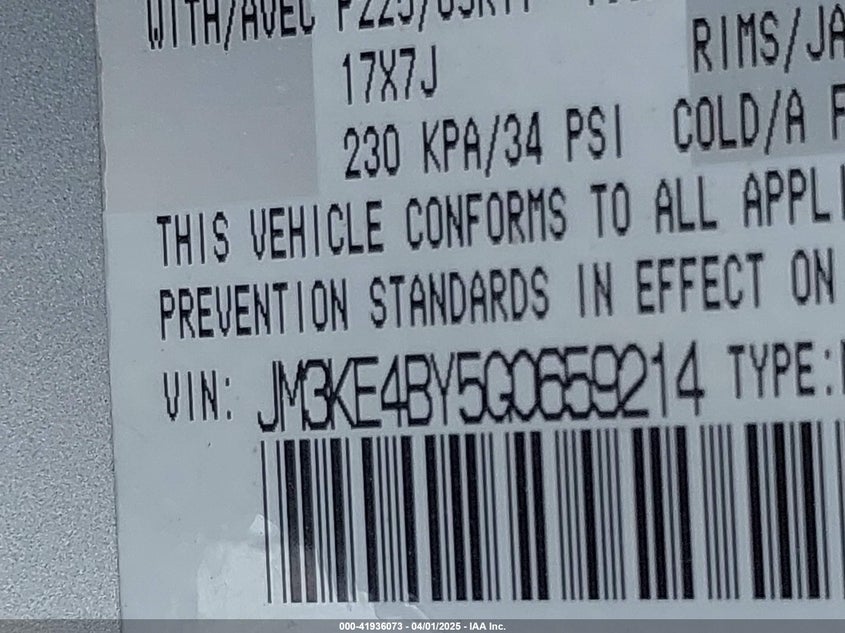 WITH/AVEC
17X7J
RIMS/JA
230 KPA/34 PSI COLD/A F
THIS VEHICLE CONFORMS TO ALL APPLI
PREVENTION STANDARDS IN EFFECT ON
VIN: JM3KE4BY5G0659214 TYPE:
000-41936073 - 04/01/2025 - IAA Inc.